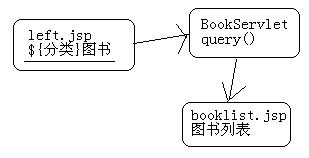 left.jsp
${分类}图书
BookServlet
query()
booklist.jsp
图书列表